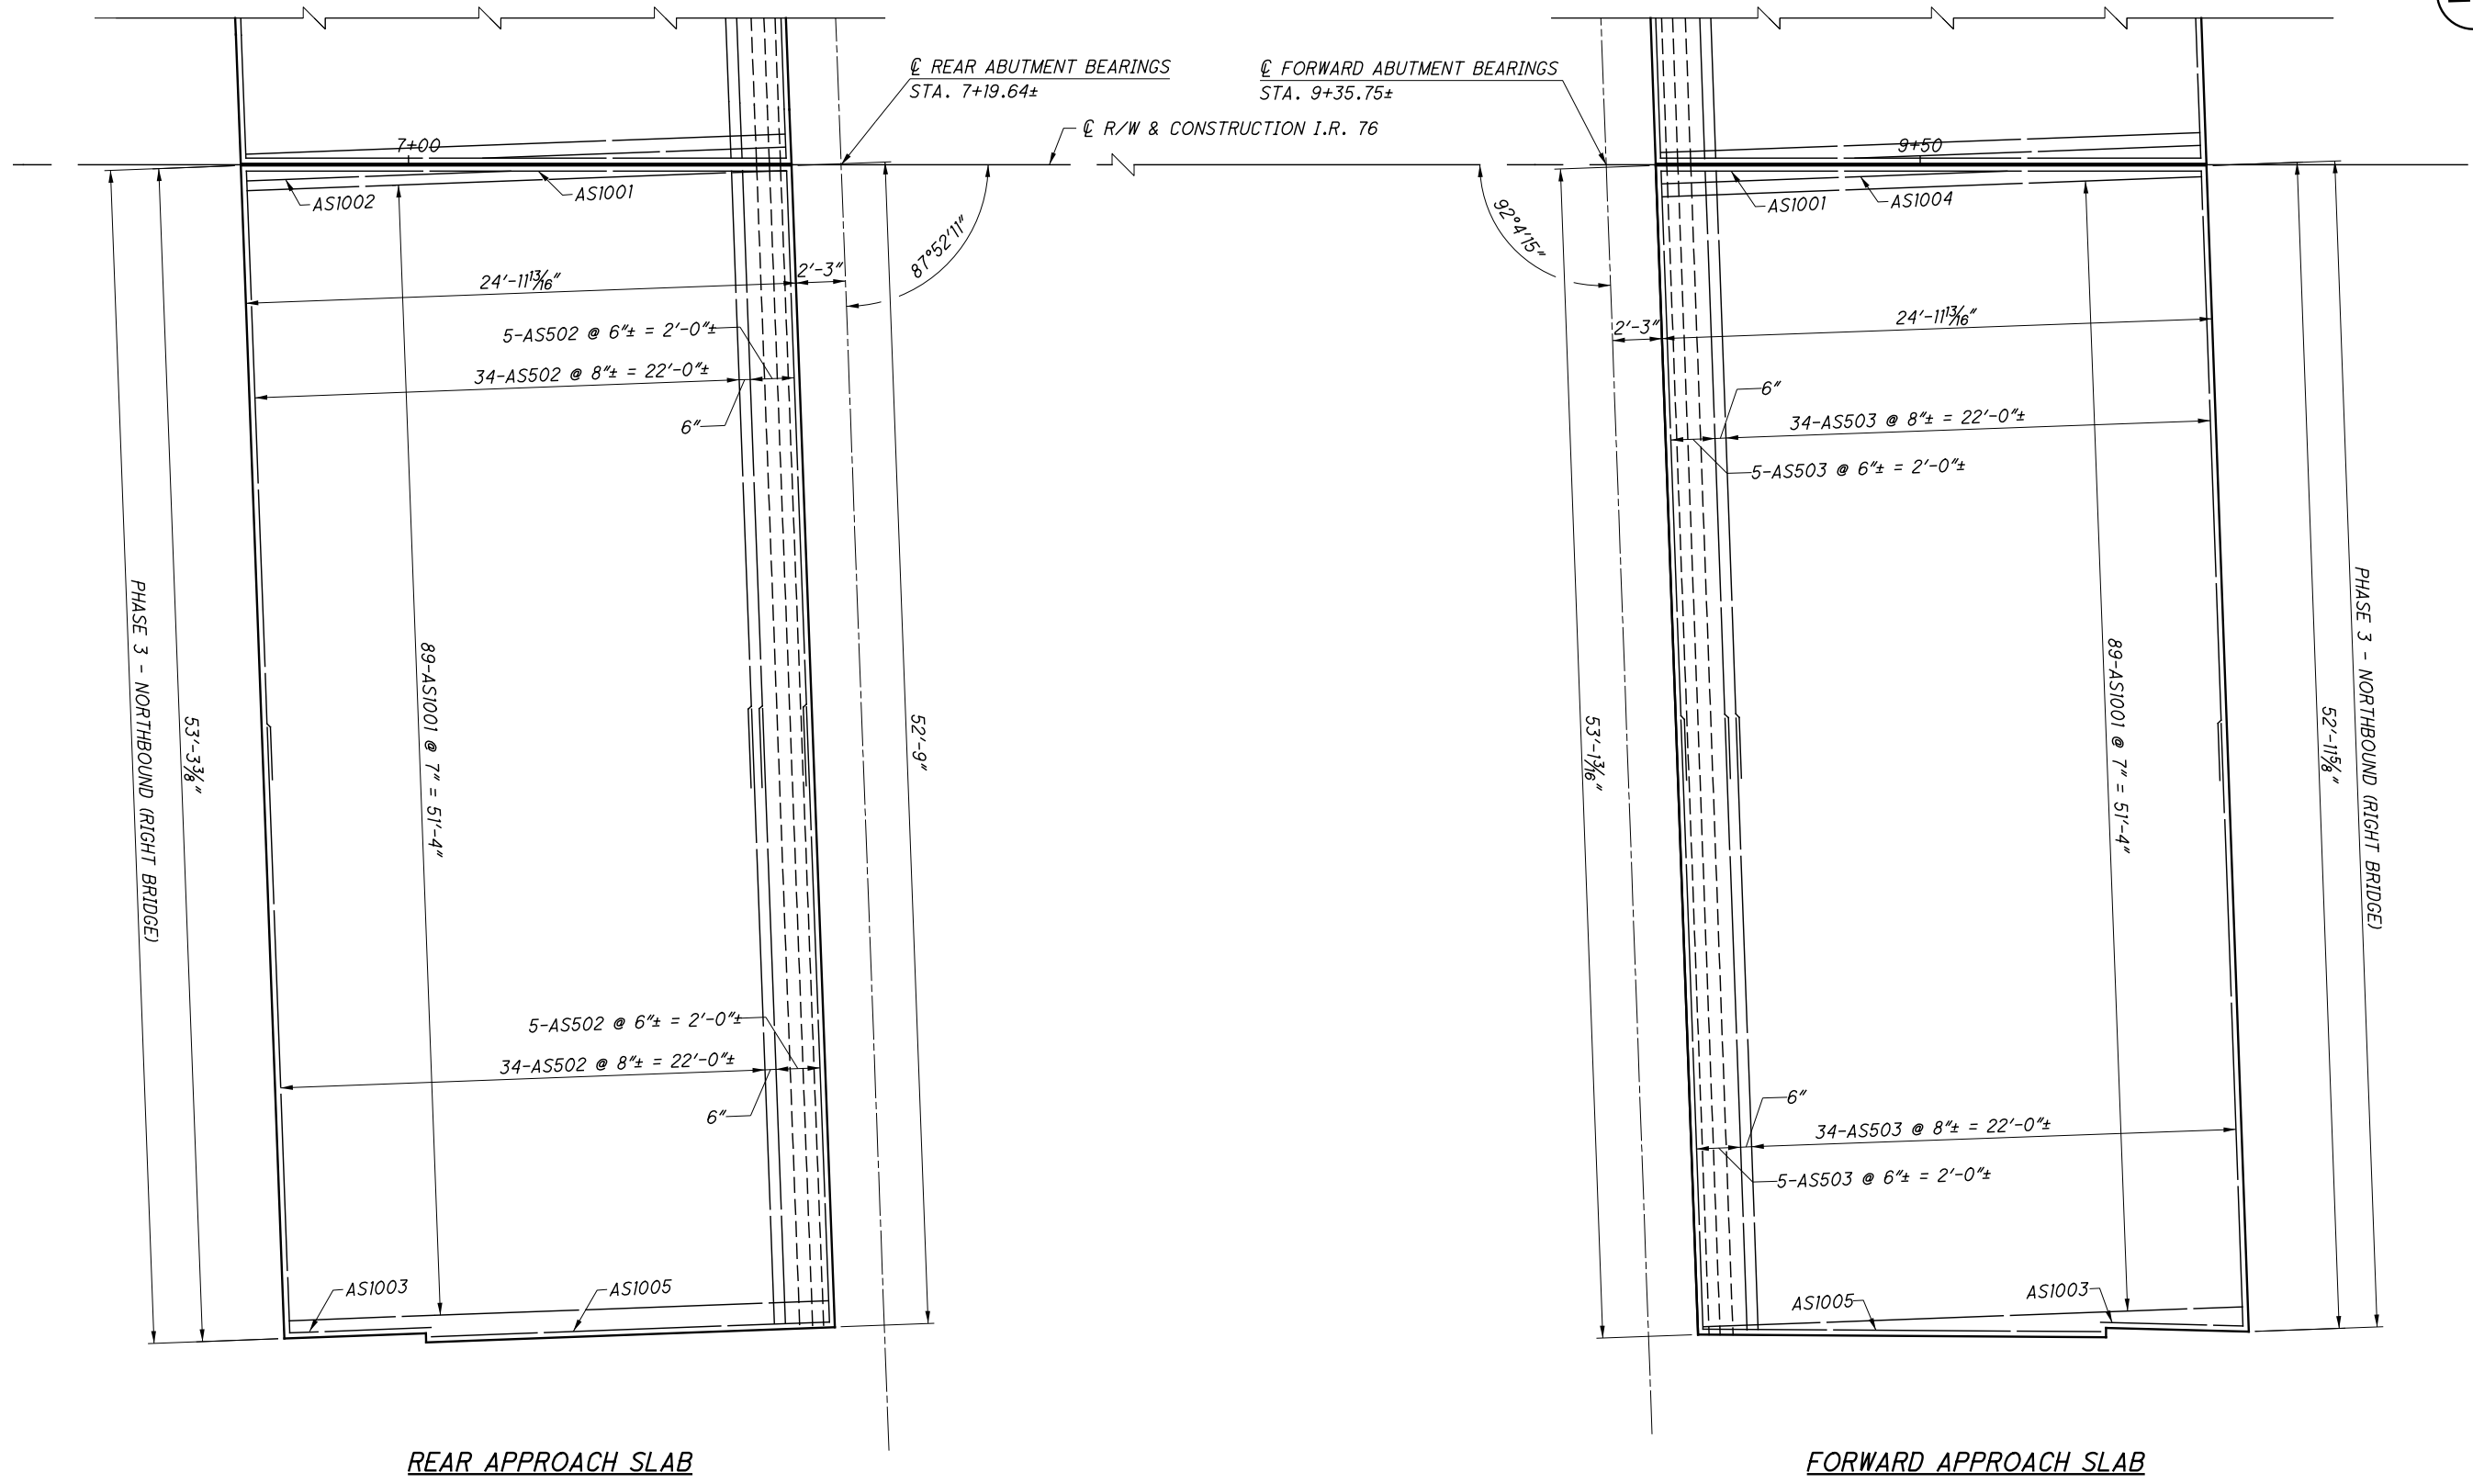 ℄ REAR ABUTMENT BEARINGS
STA. 7+19.64±
℄ FORWARD ABUTMENT BEARINGS
STA. 9+35.75±
℄ R/W & CONSTRUCTION I.R. 76
7+00
9+50
AS1002
AS1001
AS1001
AS1004
87°52'11"
92°4'15"
24'-11 13/16"
2'-3"
2'-3"
24'-11 13/16"
5-AS502 @ 6"± = 2'-0"±
34-AS502 @ 8"± = 22'-0"±
6"
6"
34-AS503 @ 8"± = 22'-0"±
5-AS503 @ 6"± = 2'-0"±
PHASE 3 - NORTHBOUND (RIGHT BRIDGE)
53'-3 3/8"
89-AS1001 @ 7" = 51'-4"
52'-9"
53'-1 3/16"
89-AS1001 @ 7" = 51'-4"
52'-11 5/8"
PHASE 3 - NORTHBOUND (RIGHT BRIDGE)
5-AS502 @ 6"± = 2'-0"±
34-AS502 @ 8"± = 22'-0"±
6"
6"
34-AS503 @ 8"± = 22'-0"±
5-AS503 @ 6"± = 2'-0"±
AS1003
AS1005
AS1005
AS1003
REAR APPROACH SLAB
FORWARD APPROACH SLAB